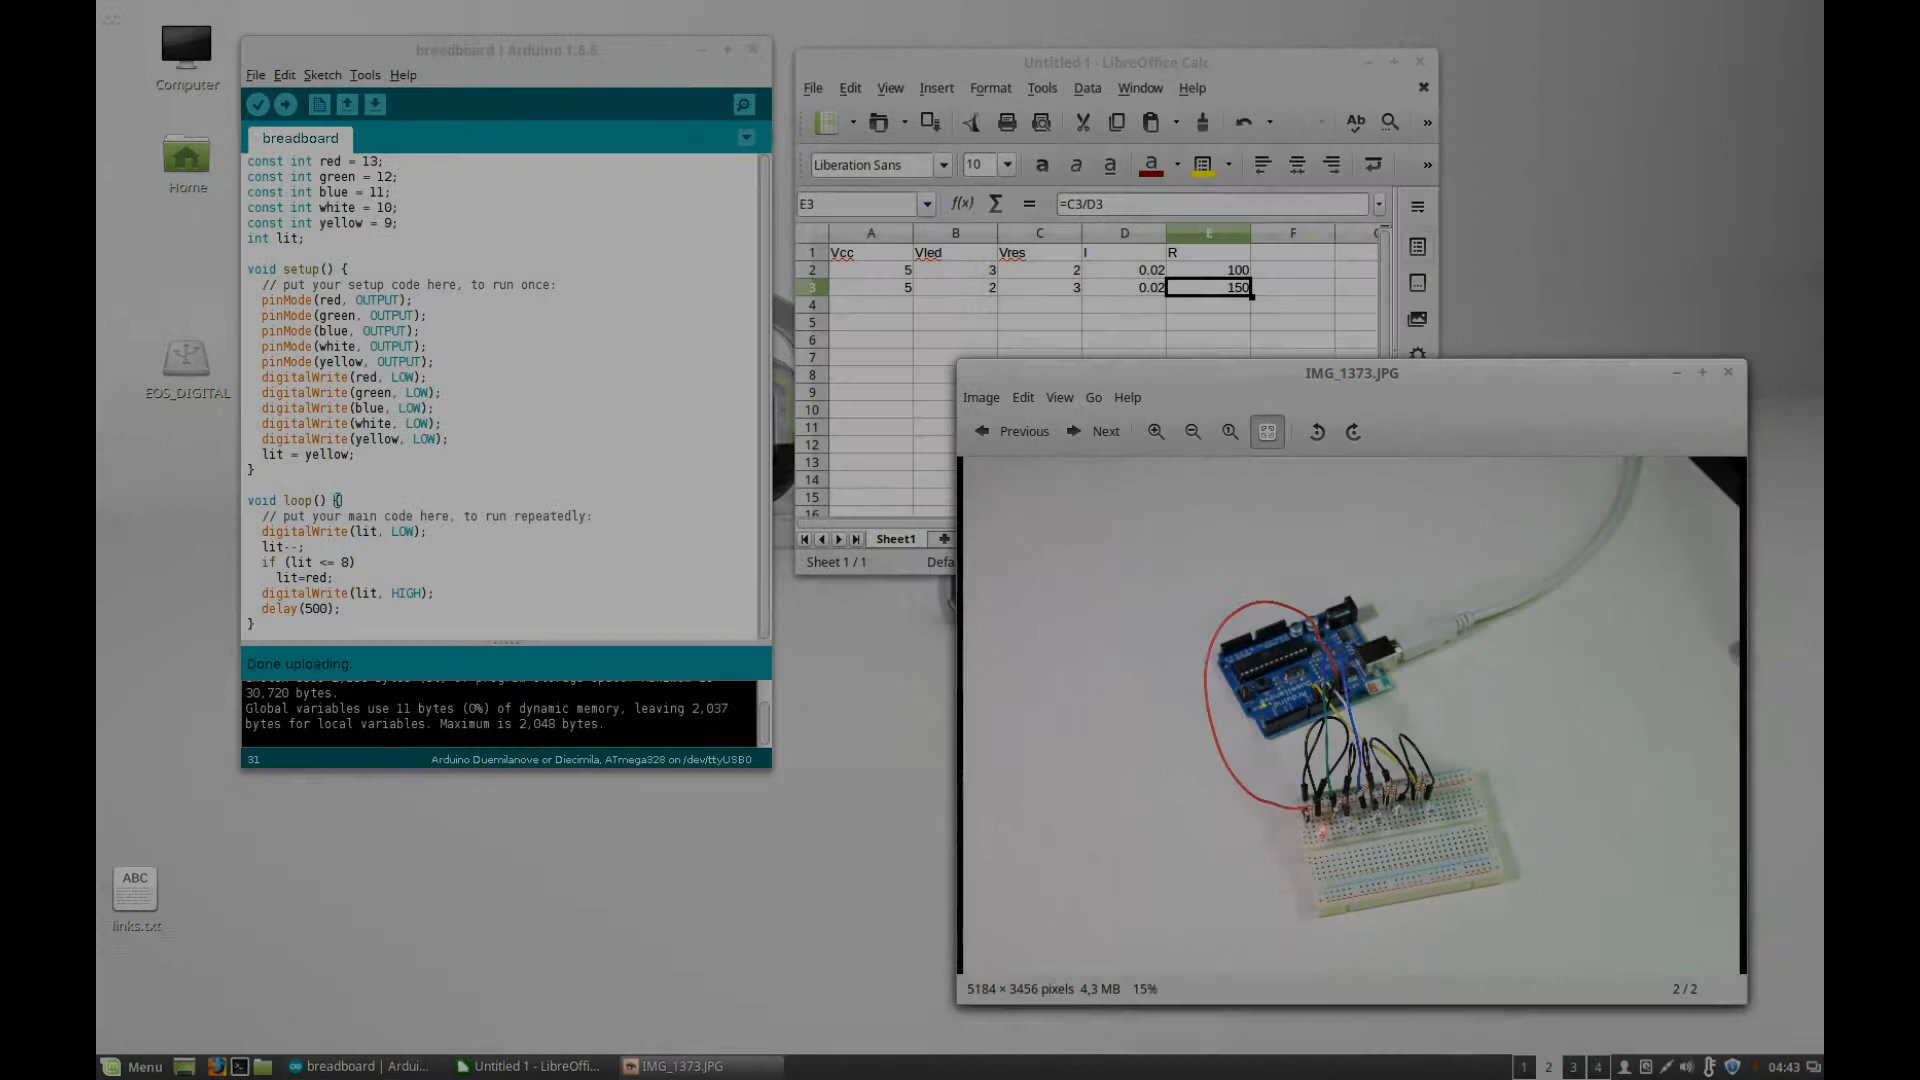 Computer
Home
EOS_DIGITAL
ABC
links.txt
breadboard | Arduino 1.6.5
File Edit Sketch Tools Help
breadboard
const int red = 13;
const int green = 12;
const int blue = 11;
const int white = 10;
const int yellow = 9;
int lit;
void setup() {
// put your setup code here, to run once:
pinMode(red, OUTPUT);
pinMode(green, OUTPUT);
pinMode(blue, OUTPUT);
pinMode(white, OUTPUT);
pinMode(yellow, OUTPUT);
digitalWrite(red, LOW);
digitalWrite(green, LOW);
digitalWrite(blue, LOW);
digitalWrite(white, LOW);
digitalWrite(yellow, LOW);
lit = yellow;
}
void loop() {
// put your main code here, to run repeatedly:
digitalWrite(lit, LOW);
lit--;
if (lit <= 8)
lit=red;
digitalWrite(lit, HIGH);
delay(500);
}
Done uploading.
30,720 bytes.
Global variables use 11 bytes (0%) of dynamic memory, leaving 2,037
bytes for local variables. Maximum is 2,048 bytes.
31 Arduino Duemilanove or Diecimila, ATmega328 on /dev/ttyUSB0
Untitled 1 - LibreOffice Calc
File Edit View Insert Format Tools Data Window Help
Liberation Sans 10
E3 f(x) Σ = =C3/D3
A B C D E F
1 Vcc Vled Vres I R
2 5 3 2 0.02 100
3 5 2 3 0.02 150
4
5
6
7
8
9
10
11
12
13
14
15
16
Sheet1
Sheet 1 / 1 Defa
IMG_1373.JPG
Image Edit View Go Help
Previous Next
5184 × 3456 pixels 4,3 MB 15% 2 / 2
Menu breadboard | Ardui... Untitled 1 - LibreOffi... IMG_1373.JPG 1 2 3 4 04:43